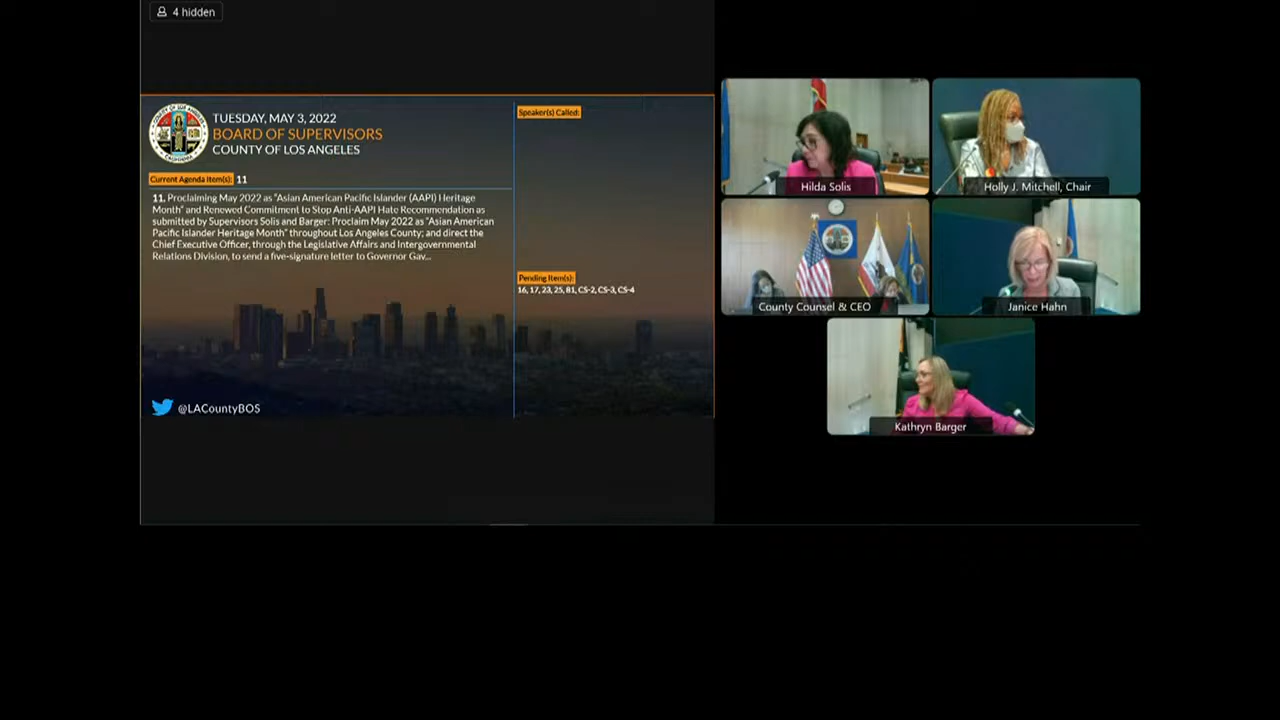 4 hidden
TUESDAY, MAY 3, 2022
BOARD OF SUPERVISORS
COUNTY OF LOS ANGELES
Current Agenda Item(s): 11
11. Proclaiming May 2022 as "Asian American Pacific Islander (AAPI) Heritage
Month" and Renewed Commitment to Stop Anti-AAPI Hate Recommendation as
submitted by Supervisors Solis and Barger: Proclaim May 2022 as "Asian American
Pacific Islander Heritage Month" throughout Los Angeles County; and direct the
Chief Executive Officer, through the Legislative Affairs and Intergovernmental
Relations Division, to send a five-signature letter to Governor Gav...
@LACountyBOS
Speaker(s) Called:
Pending Item(s):
16, 17, 23, 25, 81, CS-2, CS-3, CS-4
Hilda Solis
Holly J. Mitchell, Chair
County Counsel & CEO
Janice Hahn
Kathryn Barger